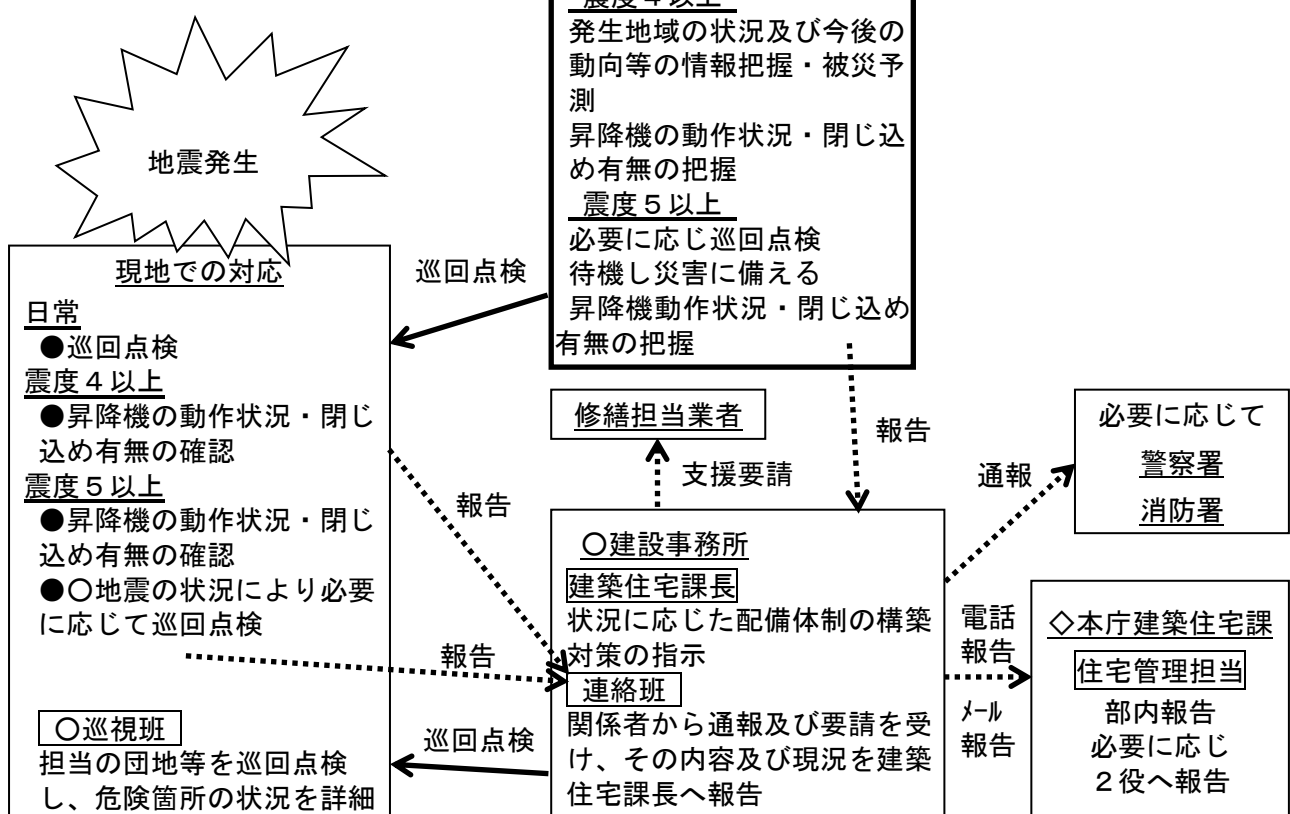 震度４以上
発生地域の状況及び今後の
動向等の情報把握・被災予
測
昇降機の動作状況・閉じ込
め有無の把握
震度５以上
必要に応じ巡回点検
待機し災害に備える
昇降機動作状況・閉じ込め
有無の把握
地震発生
現地での対応
日常
●巡回点検
震度４以上
●昇降機の動作状況・閉じ
込め有無の確認
震度５以上
●昇降機の動作状況・閉じ
込め有無の確認
●〇地震の状況により必要
に応じて巡回点検
〇巡視班
担当の団地等を巡回点検
し、危険箇所の状況を詳細
巡回点検
報告
報告
巡回点検
修繕担当業者
支援要請
報告
〇建設事務所
建築住宅課長
状況に応じた配備体制の構築
対策の指示
連絡班
関係者から通報及び要請を受
け、その内容及び現況を建築
住宅課長へ報告
通報
必要に応じて
警察署
消防署
電話
報告
ﾒｰﾙ
報告
◇本庁建築住宅課
住宅管理担当
部内報告
必要に応じ
２役へ報告